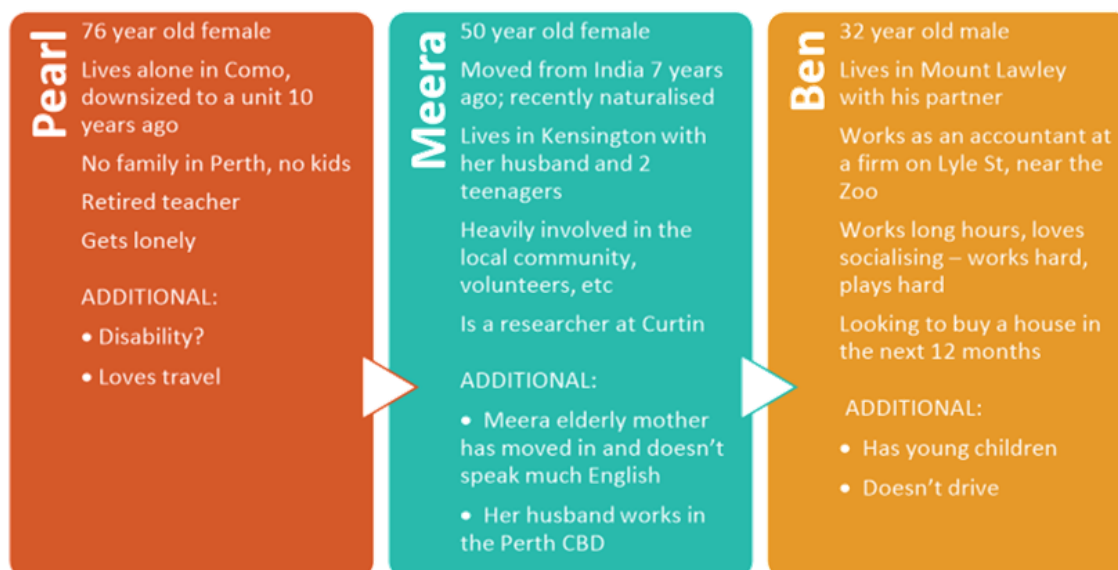 Pearl
76 year old female
Lives alone in Como,
downsized to a unit 10
years ago
No family in Perth, no kids
Retired teacher
Gets lonely
ADDITIONAL:
• Disability?
• Loves travel
Meera
50 year old female
Moved from India 7 years
ago; recently naturalised
Lives in Kensington with
her husband and 2
teenagers
Heavily involved in the
local community,
volunteers, etc
Is a researcher at Curtin
ADDITIONAL:
• Meera elderly mother
has moved in and doesn’t
speak much English
• Her husband works in
the Perth CBD
Ben
32 year old male
Lives in Mount Lawley
with his partner
Works as an accountant at
a firm on Lyle St, near the
Zoo
Works long hours, loves
socialising – works hard,
plays hard
Looking to buy a house in
the next 12 months
ADDITIONAL:
• Has young children
• Doesn’t drive